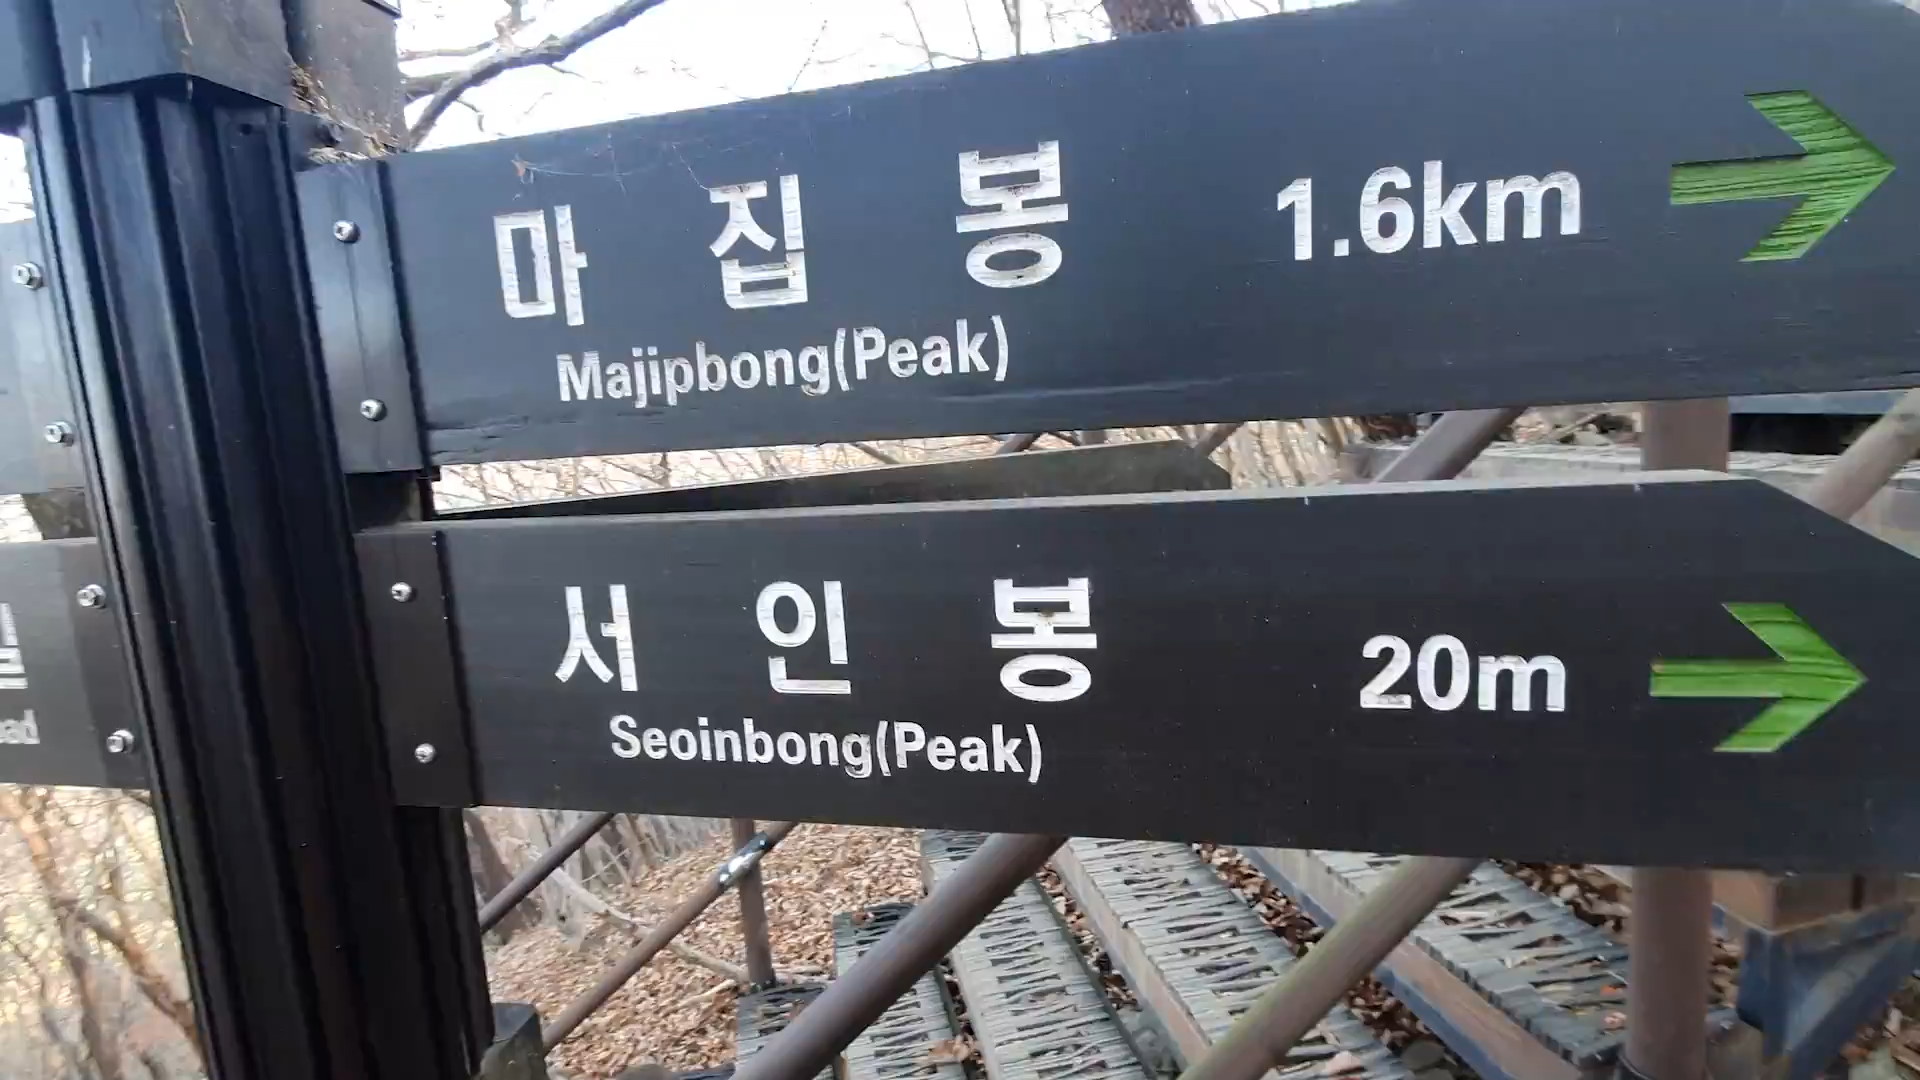 마 집 봉 1.6km
Majipbong(Peak)
서 인 봉 20m
Seoinbong(Peak)